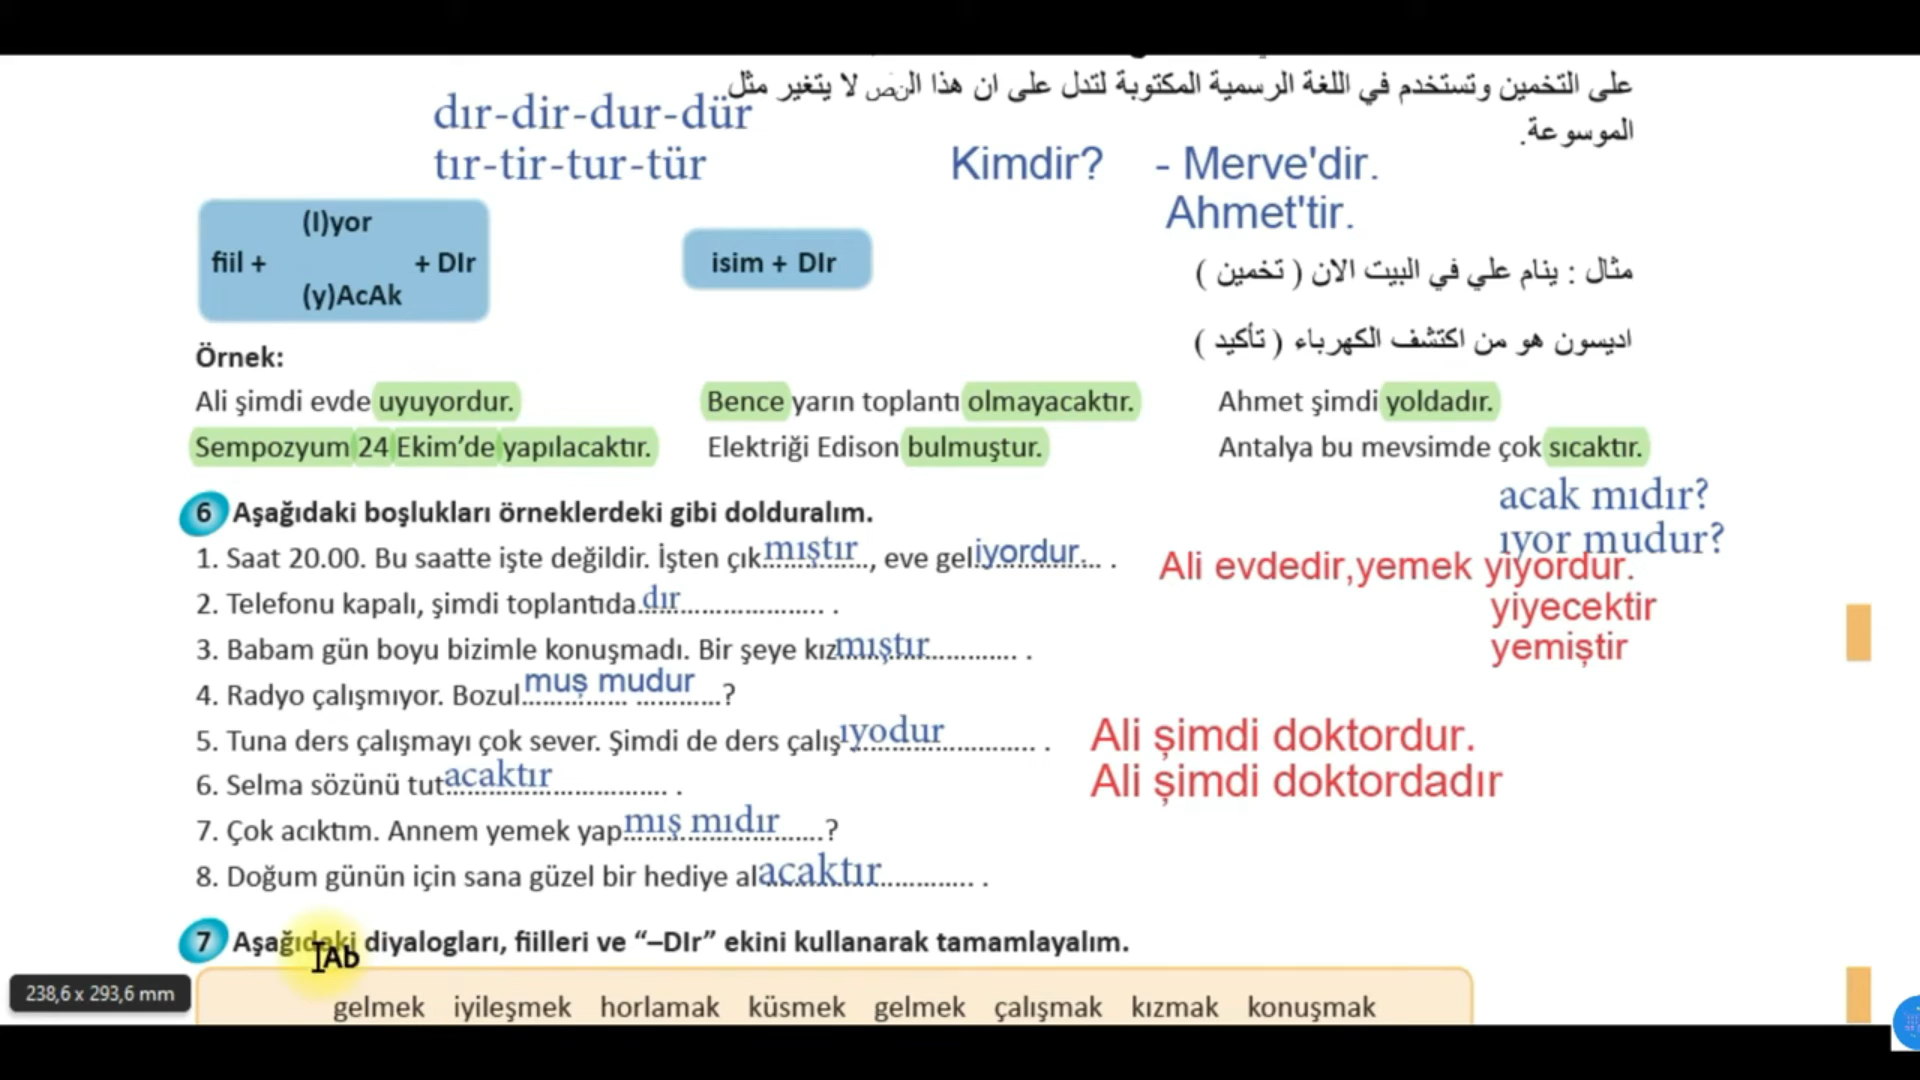 على التخمين وتستخدم في اللغة الرسمية المكتوبة لتدل على ان هذا النص لا يتغير مثل
الموسوعة.
dır-dir-dur-dür
tır-tir-tur-tür
Kimdir? - Merve'dir.
Ahmet'tir.
(I)yor
fiil + + DIr
(y)AcAk
isim + DIr
مثال : ينام علي في البيت الان ( تخمين )
اديسون هو من اكتشف الكهرباء ( تأكيد )
Örnek:
Ali şimdi evde uyuyordur. Bence yarın toplantı olmayacaktır. Ahmet şimdi yoldadır.
Sempozyum 24 Ekim’de yapılacaktır. Elektriği Edison bulmuştur. Antalya bu mevsimde çok sıcaktır.
acak mıdır?
ıyor mudur?
6 Aşağıdaki boşlukları örneklerdeki gibi dolduralım.
1. Saat 20.00. Bu saatte işte değildir. İşten çık mıştır, eve gel iyordur. .
Ali evdedir,yemek yiyordur.
yiyecektir
yemiştir
2. Telefonu kapalı, şimdi toplantıda dır .
3. Babam gün boyu bizimle konuşmadı. Bir şeye kız mıştır .
4. Radyo çalışmıyor. Bozul muş mudur ?
5. Tuna ders çalışmayı çok sever. Şimdi de ders çalış ıyodur .
Ali şimdi doktordur.
Ali şimdi doktordadır
6. Selma sözünü tut acaktır .
7. Çok acıktım. Annem yemek yap mış mıdır ?
8. Doğum günün için sana güzel bir hediye al acaktır .
7 Aşağıdaki diyalogları, fiilleri ve “–DIr” ekini kullanarak tamamlayalım.
Ab
238,6 x 293,6 mm
gelmek iyileşmek horlamak küsmek gelmek çalışmak kızmak konuşmak